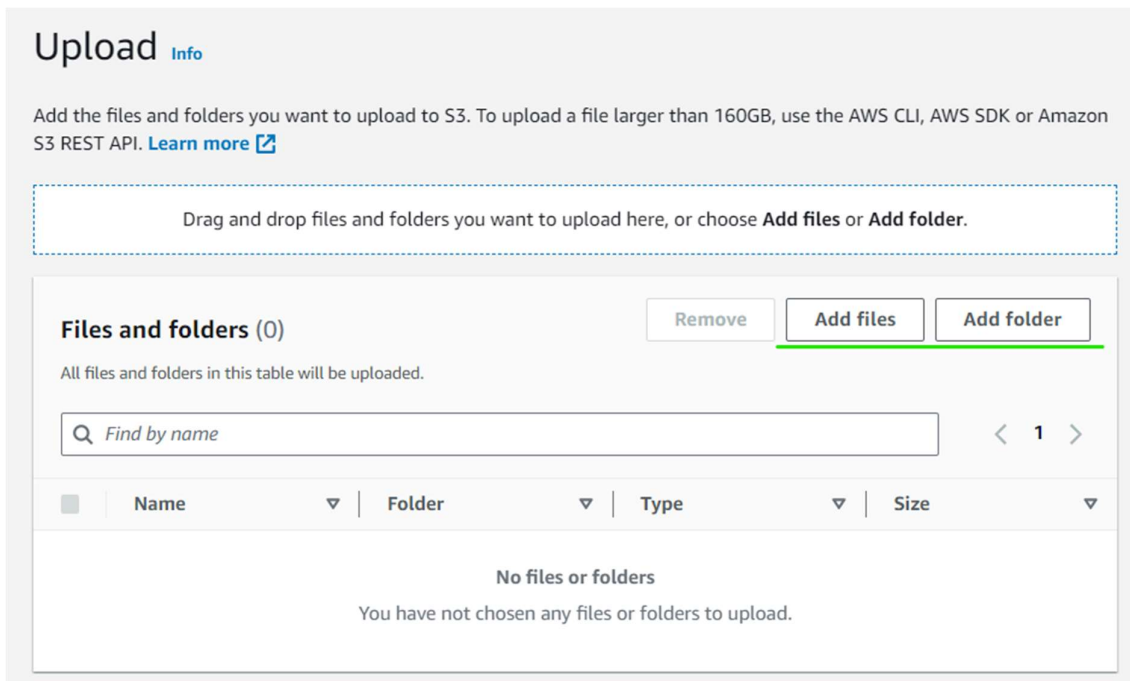 Upload Info
Add the files and folders you want to upload to S3. To upload a file larger than 160GB, use the AWS CLI, AWS SDK or Amazon
S3 REST API. Learn more
Drag and drop files and folders you want to upload here, or choose Add files or Add folder.
Files and folders (0)
Remove
Add files
Add folder
All files and folders in this table will be uploaded.
Find by name
1
Name
Folder
Type
Size
No files or folders
You have not chosen any files or folders to upload.